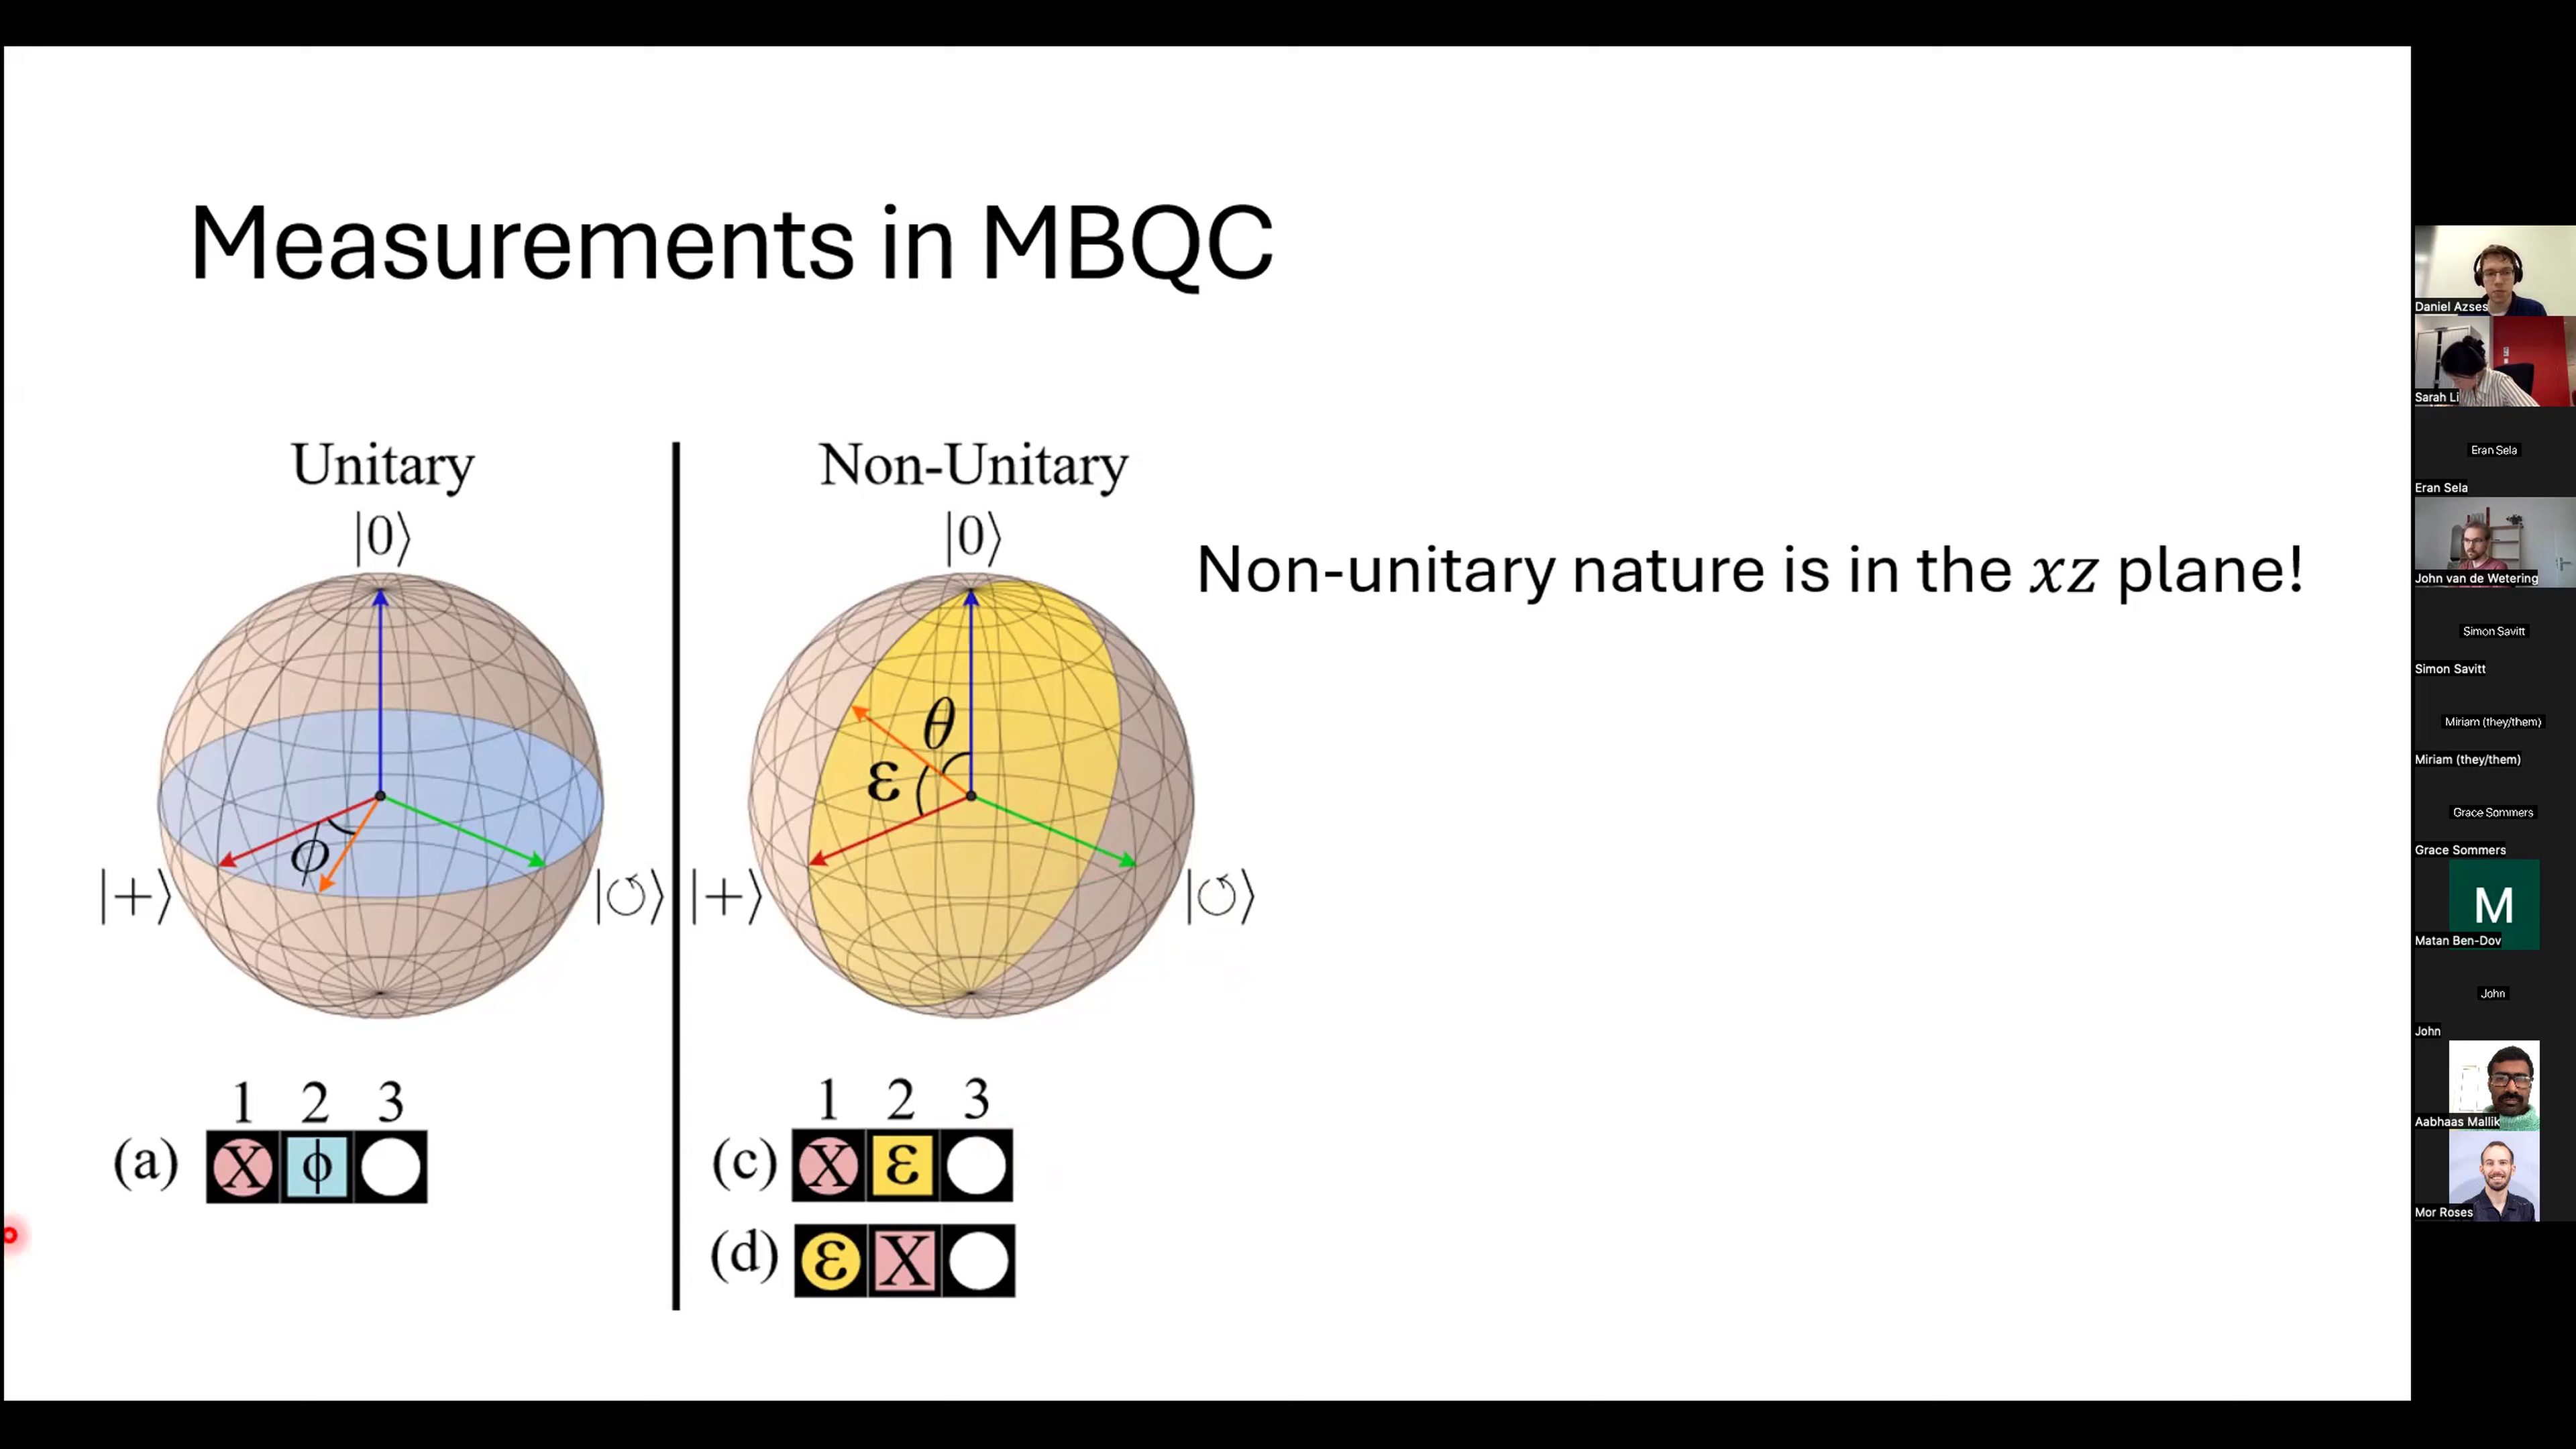 Measurements in MBQC
Unitary
|0⟩
ϕ
|+⟩
|↺⟩
1 2 3
(a) X ϕ
Non-Unitary
|0⟩
θ
ε
|+⟩
|↺⟩
1 2 3
(c) X ε
(d) ε X
Non-unitary nature is in the xz plane!
Daniel Azses
Sarah Li
Eran Sela
Eran Sela
John van de Wetering
Simon Savitt
Simon Savitt
Miriam (they/them)
Miriam (they/them)
Grace Sommers
Grace Sommers
M
Matan Ben-Dov
John
John
Aabhaas Mallik
Mor Roses